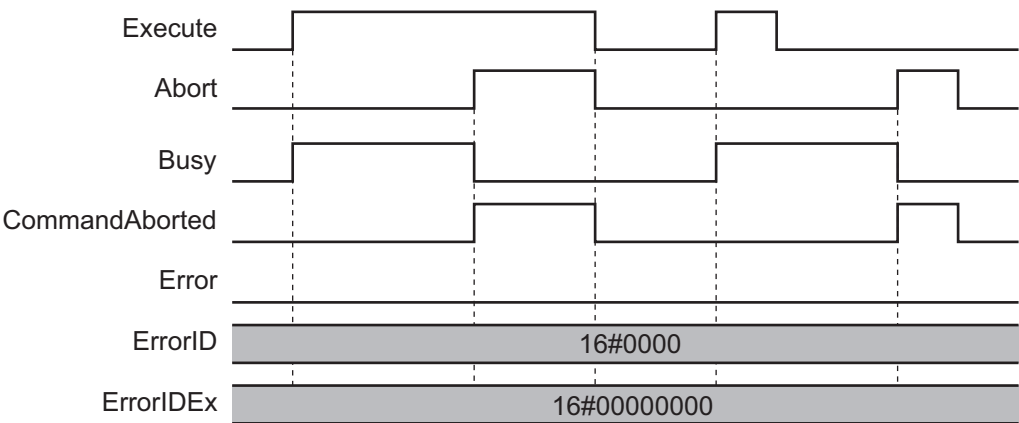 Execute
Abort
Busy
CommandAborted
Error
ErrorID
16#0000
ErrorIDEx
16#00000000